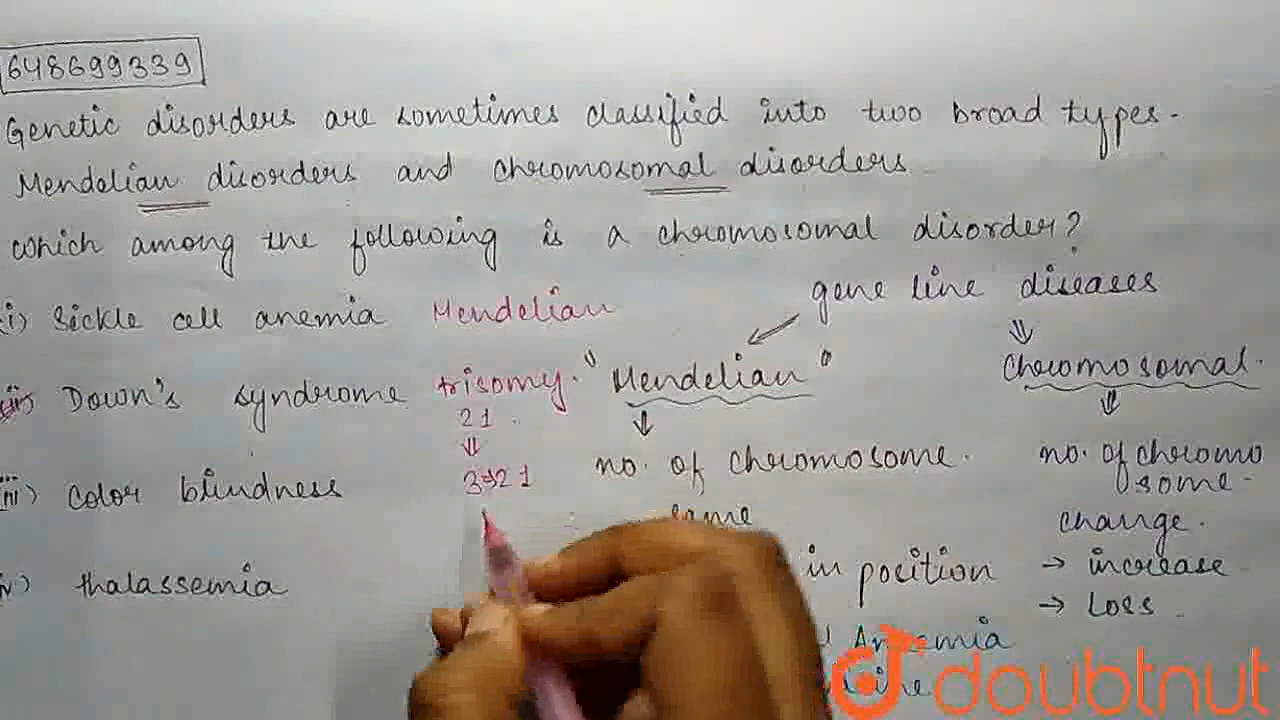 648699339
Genetic disorders are sometimes classified into two broad types-
Mendelian disorders and chromosomal disorders.
which among the following is a chromosomal disorder?
gene line diseases
i) Sickle cell anemia Mendelian
"Mendelian"
Chromosomal.
ii) Down's syndrome trisomy.
21
no. of chromosome.
no. of chromo
some-
change.
3 21
iii) color blindness
same
in position
→ increase
→ Loss
iv) thalassemia
Anemia
doubtnut